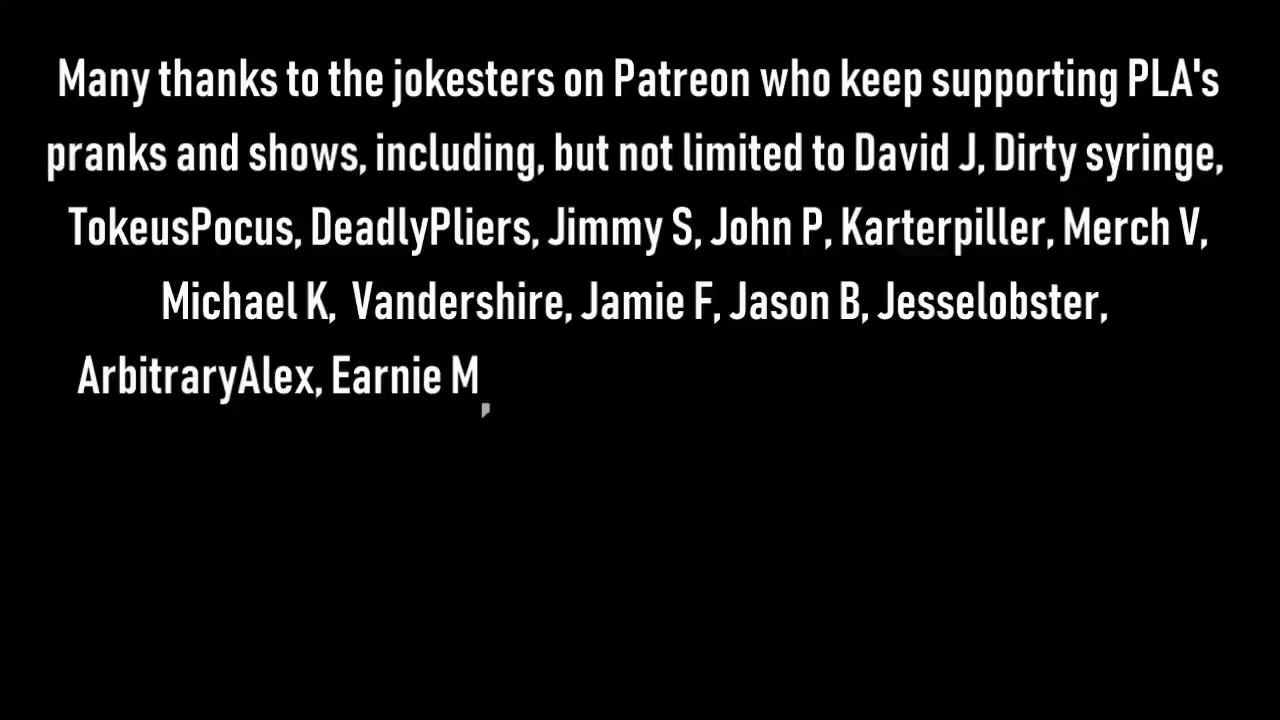 Many thanks to the jokesters on Patreon who keep supporting PLA's
pranks and shows, including, but not limited to David J, Dirty syringe,
TokeusPocus, DeadlyPliers, Jimmy S, John P, Karterpiller, Merch V,
Michael K, Vandershire, Jamie F, Jason B, Jesselobster,
ArbitraryAlex, Earnie M,